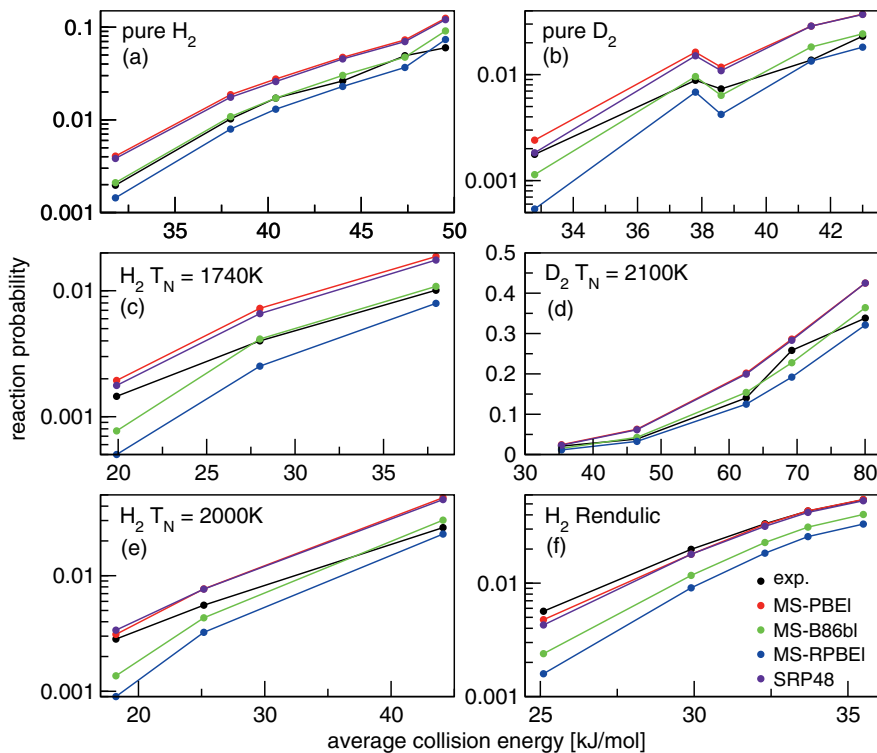 pure H2
(a)
0.1
0.01
0.001
35
40
45
50
pure D2
(b)
0.01
0.001
34
36
38
40
42
H2 TN = 1740K
(c)
0.01
0.001
20
25
30
35
D2 TN = 2100K
(d)
0.5
0.4
0.3
0.2
0.1
0
30
40
50
60
70
80
H2 TN = 2000K
(e)
0.01
0.001
20
30
40
H2 Rendulic
(f)
0.01
0.001
25
30
35
exp.
MS-PBEl
MS-B86bl
MS-RPBEl
SRP48
reaction probability
average collision energy [kJ/mol]